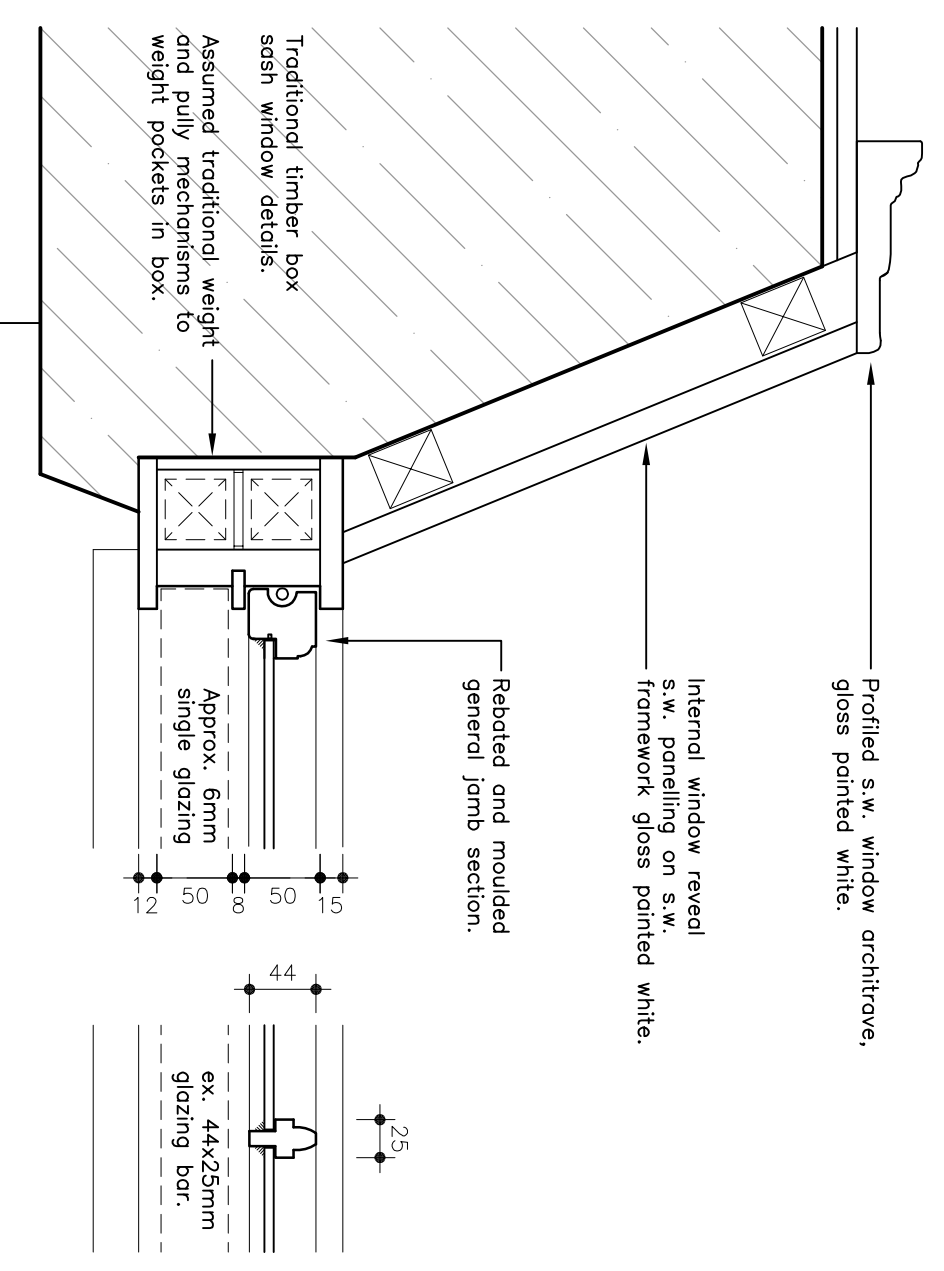 Profiled s.w. window architrave,
gloss painted white.
Internal window reveal
s.w. panelling on s.w.
framework gloss painted white.
Rebated and moulded
general jamb section.
Traditional timber box
sash window details.
Assumed traditional weight
and pully mechanisms to
weight pockets in box.
Approx. 6mm
single glazing
12
50
8
50
15
44
25
ex. 44x25mm
glazing bar.